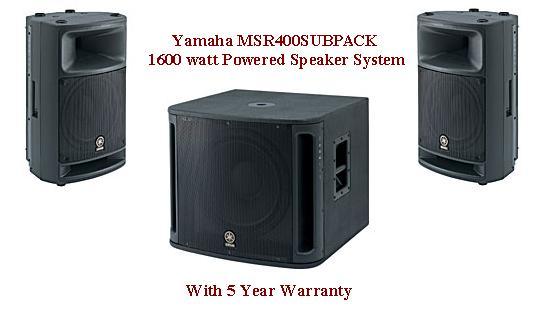 Yamaha MSR400SUBPACK
1600 watt Powered Speaker System
With 5 Year Warranty